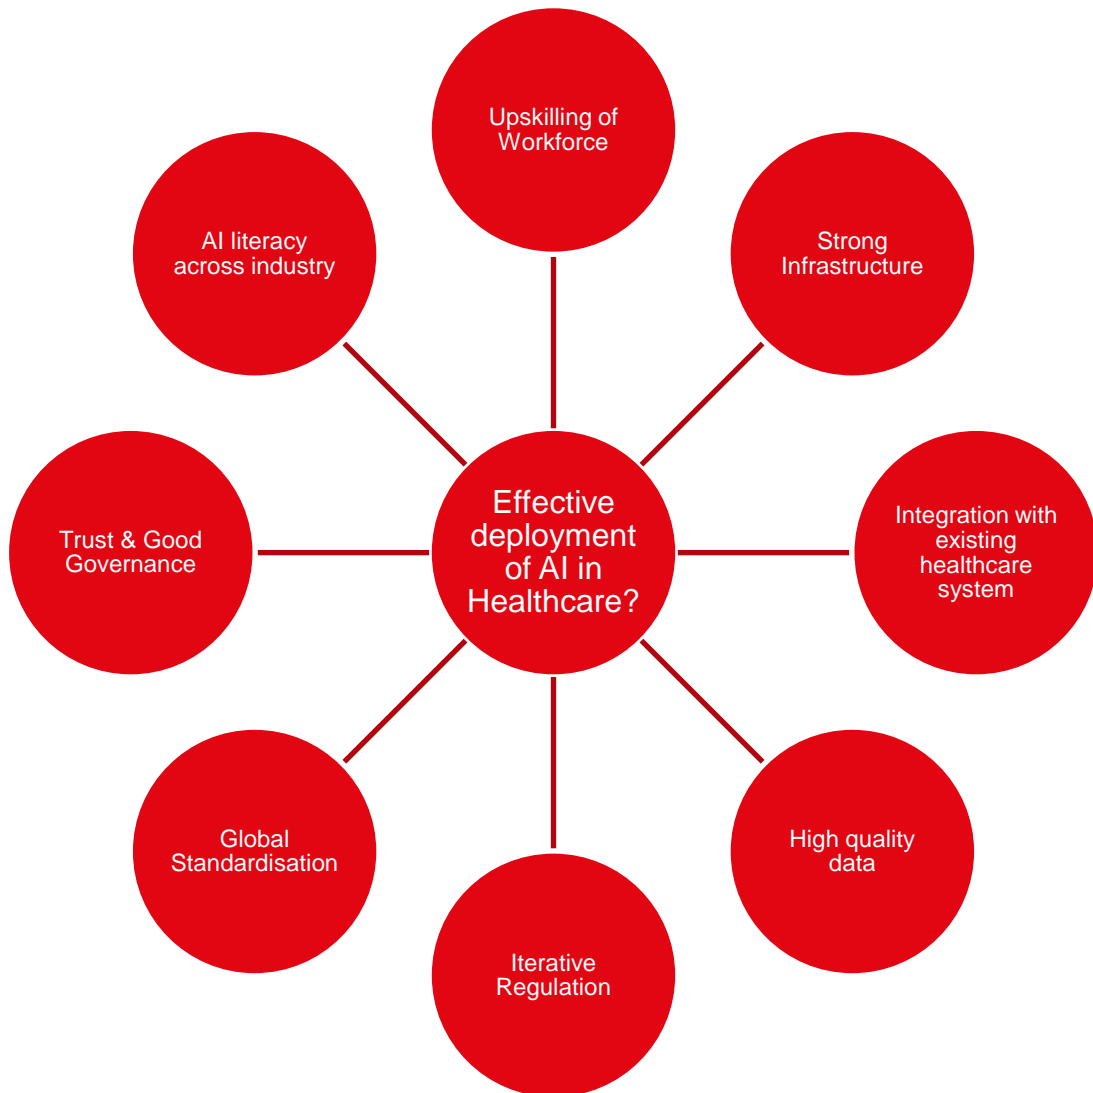 Upskilling of
Workforce
AI literacy
across industry
Strong
Infrastructure
Trust & Good
Governance
Effective
deployment
of AI in
Healthcare?
Integration with
existing
healthcare
system
Global
Standardisation
High quality
data
Iterative
Regulation